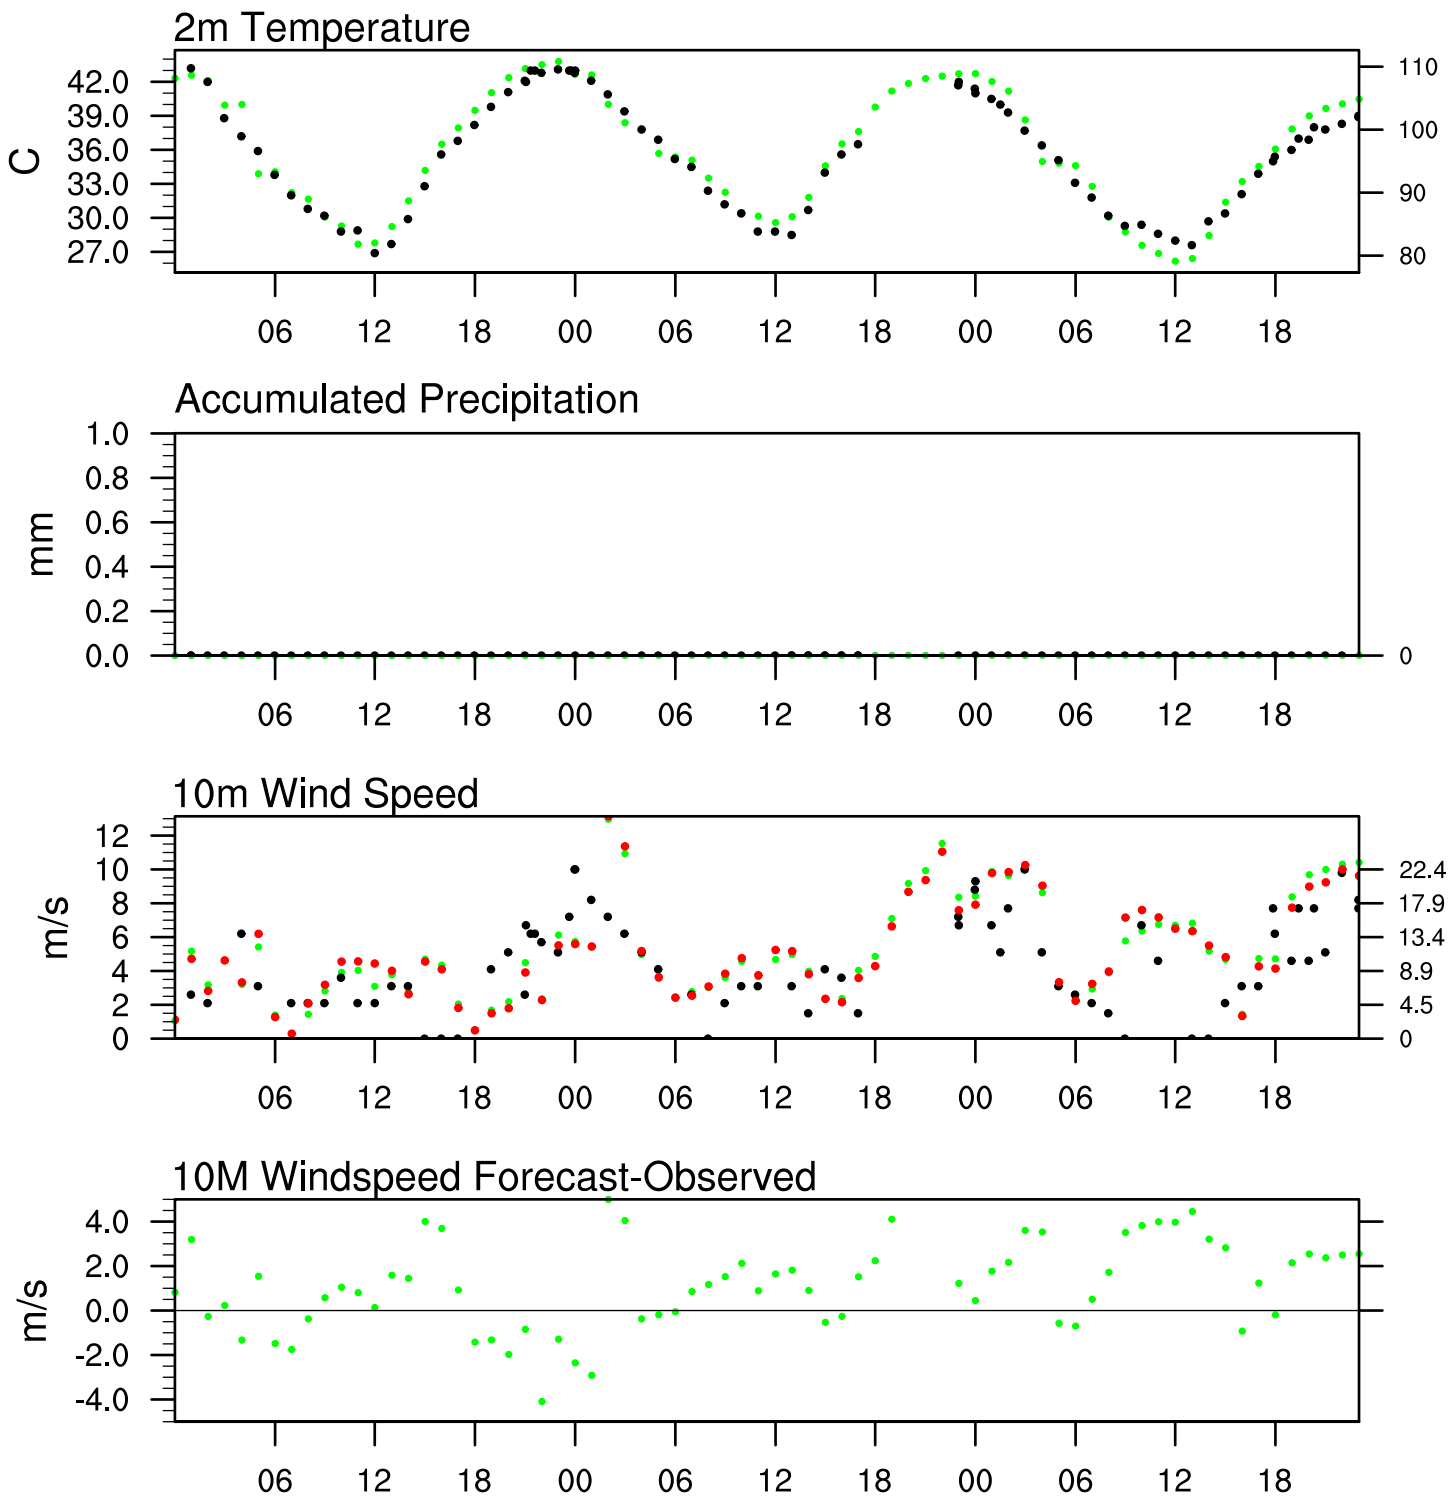 2m Temperature
42.0 110
39.0 100
36.0
C
33.0 90
30.0
27.0 80
06 12 18 00 06 12 18 00 06 12 18
Accumulated Precipitation
1.0
0.8
0.6
mm
0.4
0.2
0.0 0
06 12 18 00 06 12 18 00 06 12 18
10m Wind Speed
12
10 22.4
8 17.9
m/s
6 13.4
4 8.9
2 4.5
0 0
06 12 18 00 06 12 18 00 06 12 18
10M Windspeed Forecast-Observed
4.0
2.0
m/s
0.0
-2.0
-4.0
06 12 18 00 06 12 18 00 06 12 18